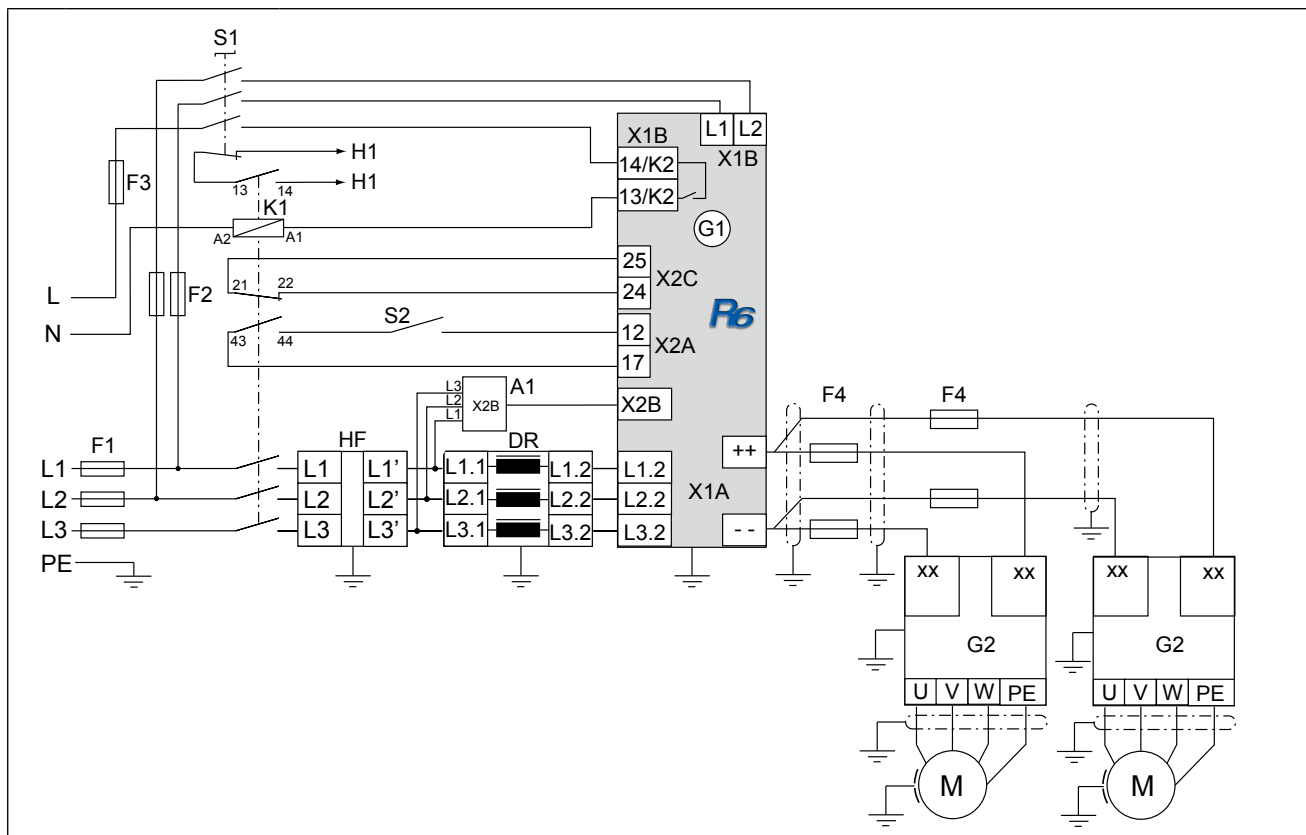 S1
L1 L2
X1B
X1B
14/K2
13/K2
H1
H1
13 14
F3
K1
A2 A1
G1
25
24
X2C
21 22
L
F2
N
R6
S2
43 44
12
17
X2A
L3
L2
L1
X2B
A1
X2B
F4 F4
F1
HF
DR
++
L1
L2
L3
PE
L1 L1'
L2 L2'
L3 L3'
L1.1 L1.2
L2.1 L2.2
L3.1 L3.2
L1.2
L2.2
L3.2
X1A
--
xx xx
xx xx
G2
G2
U V W PE
U V W PE
M
M